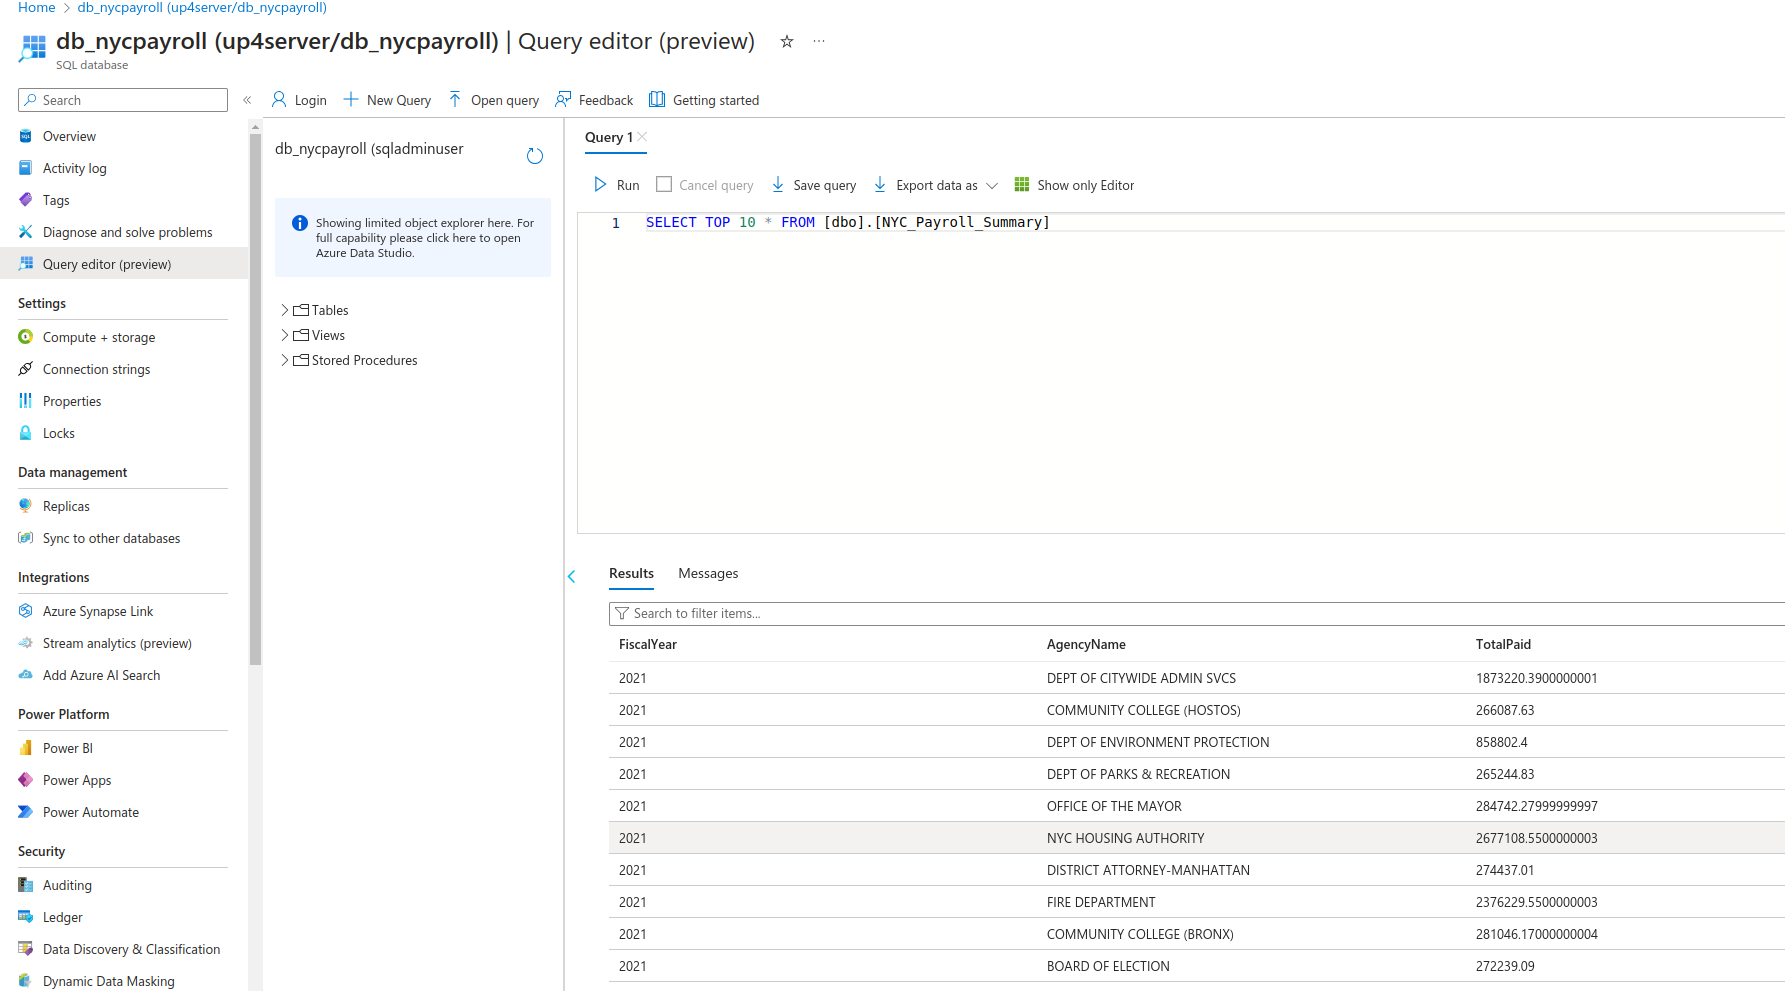 Home > db_nycpayroll (up4server/db_nycpayroll)
db_nycpayroll (up4server/db_nycpayroll) | Query editor (preview)
SQL database
Search
Login
New Query
Open query
Feedback
Getting started
Overview
Activity log
Tags
Diagnose and solve problems
Query editor (preview)
Settings
Compute + storage
Connection strings
Properties
Locks
Data management
Replicas
Sync to other databases
Integrations
Azure Synapse Link
Stream analytics (preview)
Add Azure AI Search
Power Platform
Power BI
Power Apps
Power Automate
Security
Auditing
Ledger
Data Discovery & Classification
Dynamic Data Masking
db_nycpayroll (sqladminuser
Showing limited object explorer here. For
full capability please click here to open
Azure Data Studio.
Tables
Views
Stored Procedures
Query 1
Run
Cancel query
Save query
Export data as
Show only Editor
1 SELECT TOP 10 * FROM [dbo].[NYC_Payroll_Summary]
Results Messages
Search to filter items...
FiscalYear AgencyName TotalPaid
2021 DEPT OF CITYWIDE ADMIN SVCS 1873220.3900000001
2021 COMMUNITY COLLEGE (HOSTOS) 266087.63
2021 DEPT OF ENVIRONMENT PROTECTION 858802.4
2021 DEPT OF PARKS & RECREATION 265244.83
2021 OFFICE OF THE MAYOR 284742.27999999997
2021 NYC HOUSING AUTHORITY 2677108.5500000003
2021 DISTRICT ATTORNEY-MANHATTAN 274437.01
2021 FIRE DEPARTMENT 2376229.5500000003
2021 COMMUNITY COLLEGE (BRONX) 281046.17000000004
2021 BOARD OF ELECTION 272239.09